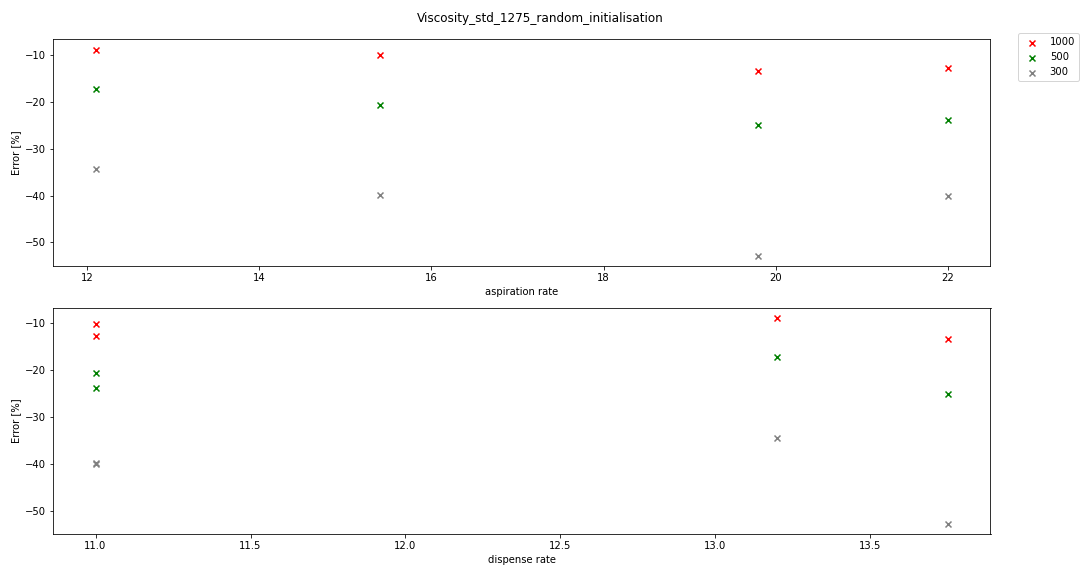 Viscosity_std_1275_random_initialisation
1000
500
300
Error [%]
−10
−20
−30
−40
−50
12 14 16 18 20 22
aspiration rate
Error [%]
−10
−20
−30
−40
−50
11.0 11.5 12.0 12.5 13.0 13.5
dispense rate